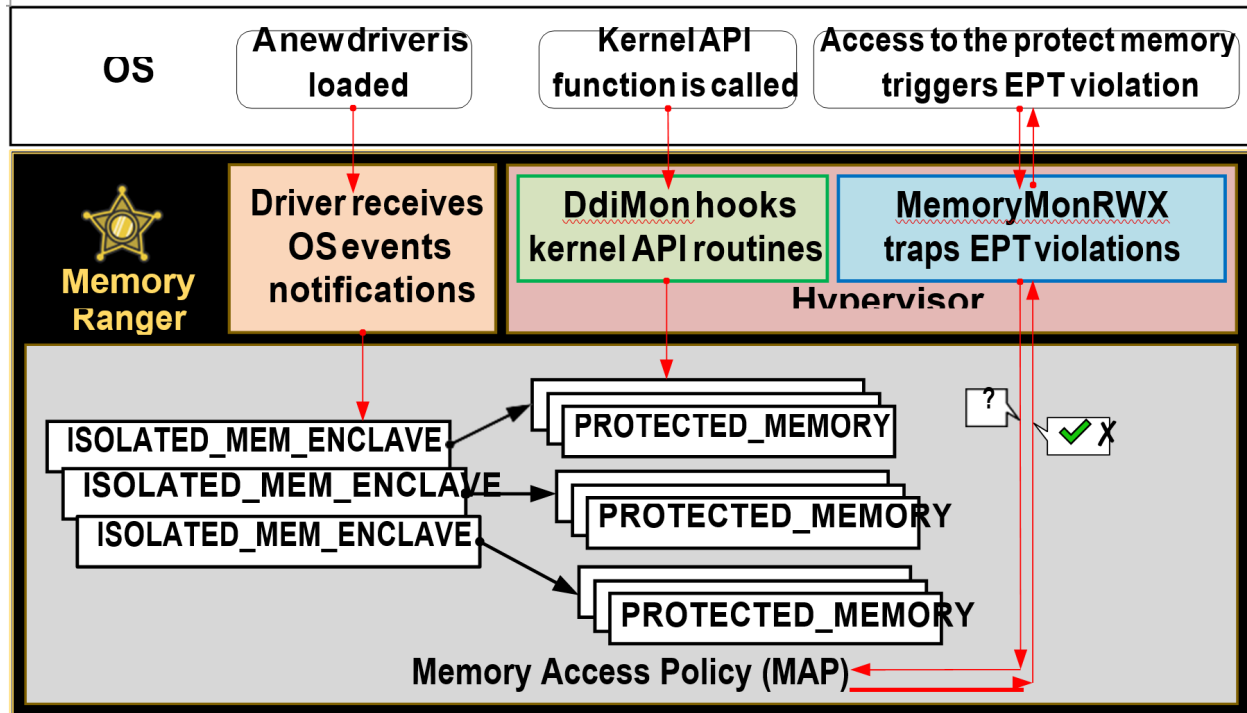 OS
A new driver is
loaded
Kernel API
function is called
Access to the protect memory
triggers EPT violation
Memory
Ranger
Driver receives
OS events
notifications
DdiMon hooks
kernel API routines
MemoryMonRWX
traps EPT violations
Hypervisor
ISOLATED_MEM_ENCLAVE
ISOLATED_MEM_ENCLAVE
ISOLATED_MEM_ENCLAVE
PROTECTED_MEMORY
PROTECTED_MEMORY
PROTECTED_MEMORY
?
X
Memory Access Policy (MAP)